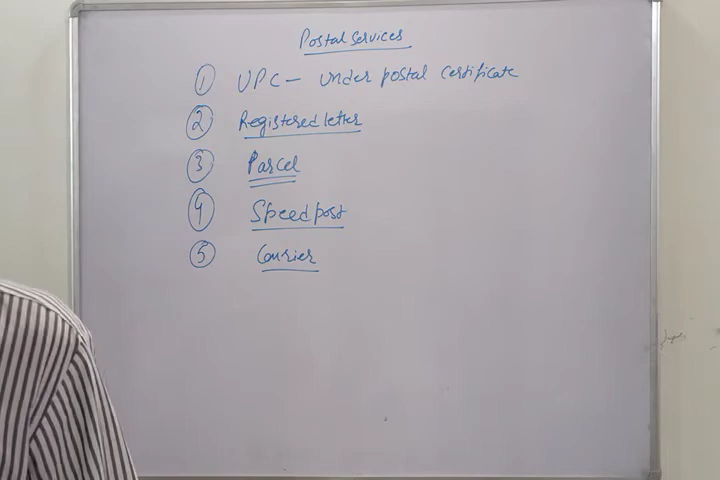 Postal Services
1 UPC - Under postal certificate
2 Registered letter
3 Parcel
4 Speed post
5 Courier